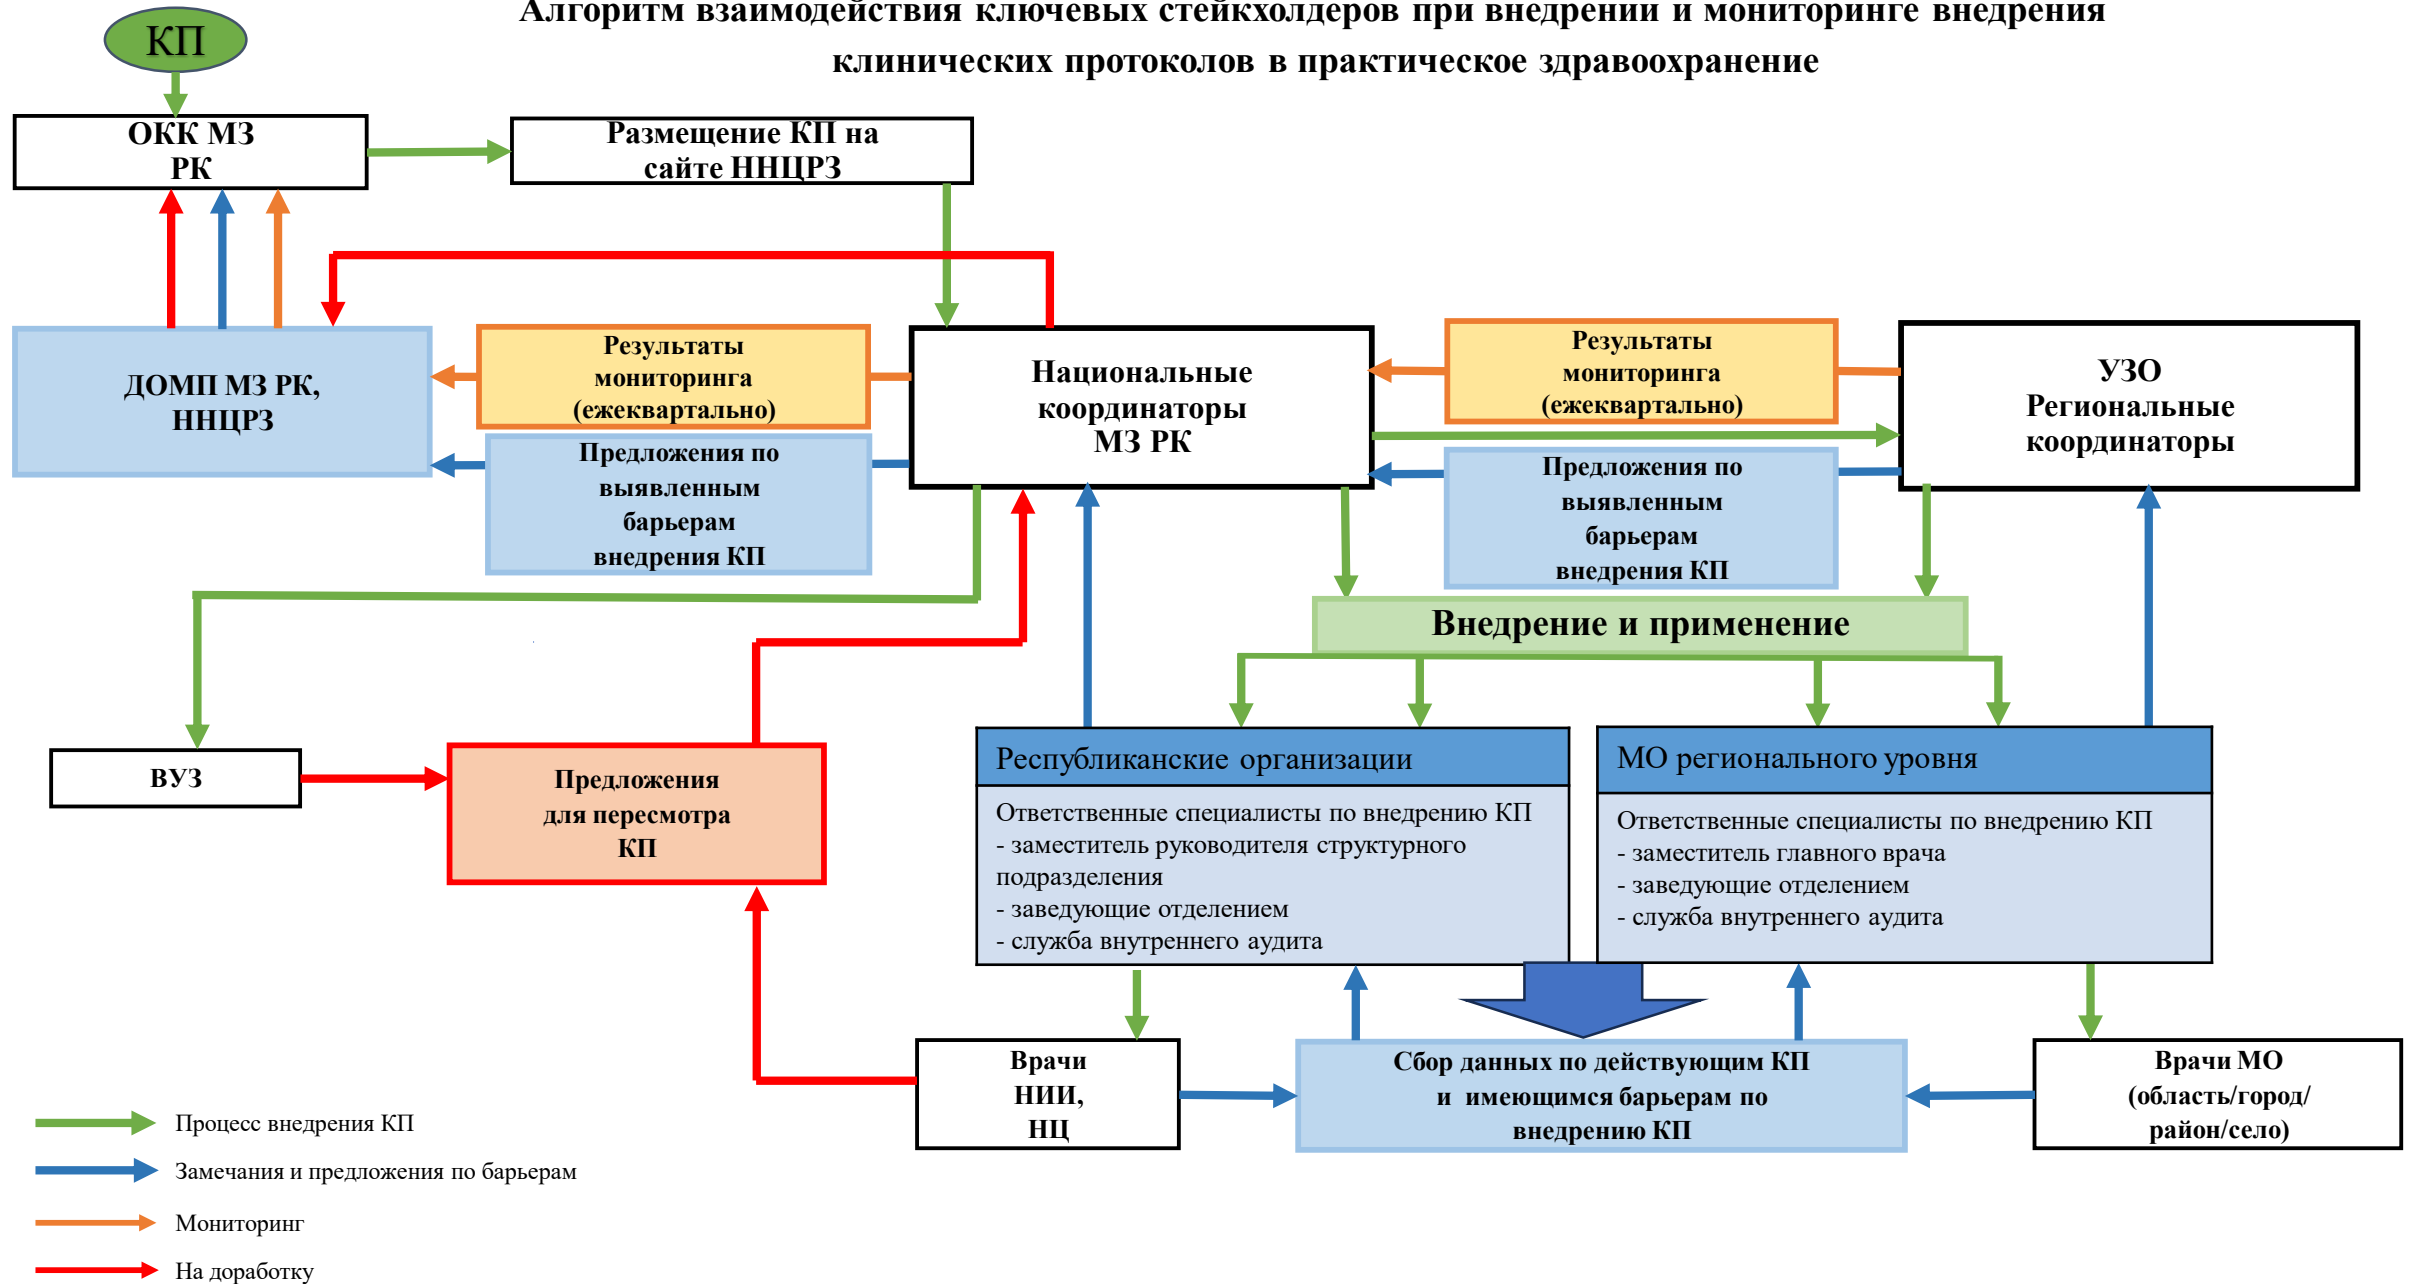 Алгоритм взаимодействия ключевых стейкхолдеров при внедрении и мониторинге внедрения
клинических протоколов в практическое здравоохранение
КП
ОКК МЗ
РК
Размещение КП на
сайте ННЦРЗ
ДОМП МЗ РК,
ННЦРЗ
Результаты
мониторинга
(ежеквартально)
Предложения по
выявленным
барьерам
внедрения КП
Национальные
координаторы
МЗ РК
Результаты
мониторинга
(ежеквартально)
Предложения по
выявленным
барьерам
внедрения КП
УЗО
Региональные
координаторы
Внедрение и применение
ВУЗ
Предложения
для пересмотра
КП
Республиканские организации
Ответственные специалисты по внедрению КП
- заместитель руководителя структурного
подразделения
- заведующие отделением
- служба внутреннего аудита
МО регионального уровня
Ответственные специалисты по внедрению КП
- заместитель главного врача
- заведующие отделением
- служба внутреннего аудита
Врачи
НИИ,
НЦ
Сбор данных по действующим КП
и имеющимся барьерам по
внедрению КП
Врачи МО
(область/город/
район/село)
Процесс внедрения КП
Замечания и предложения по барьерам
Мониторинг
На доработку